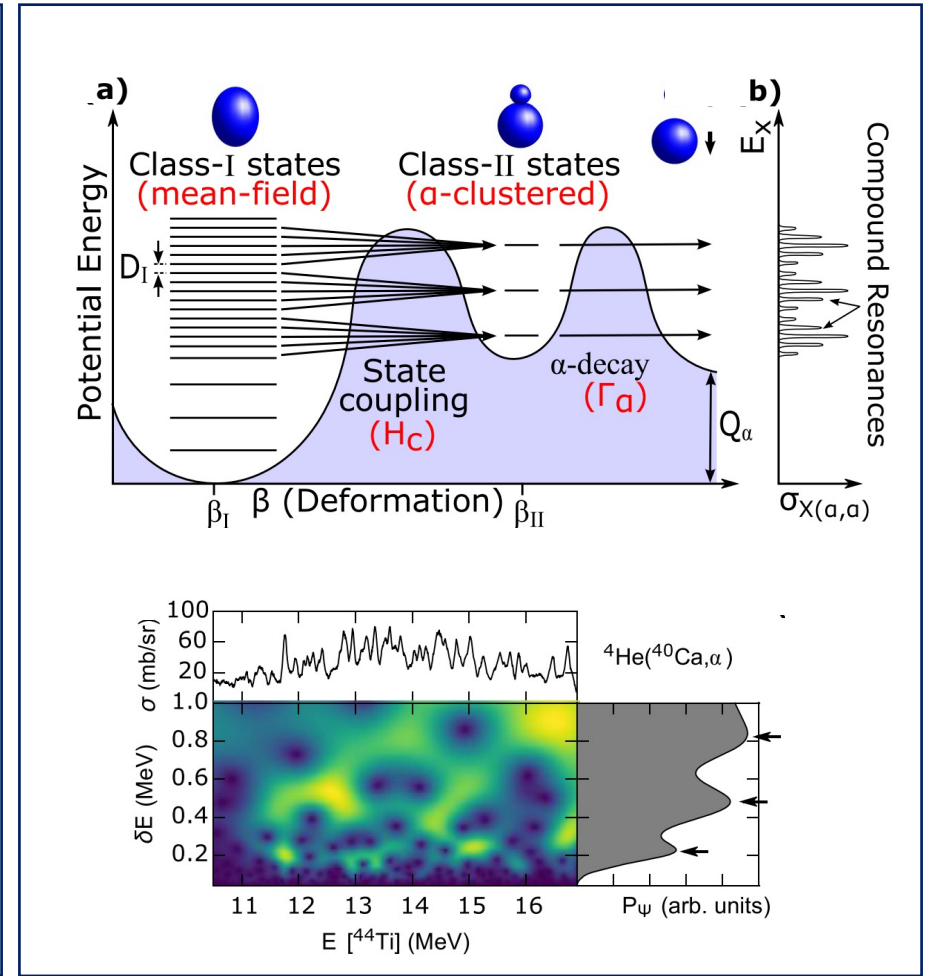 a)
b)
Class-I states
(mean-field)
Class-II states
(α-clustered)
Potential Energy
D_I
State
coupling
(H_C)
α-decay
(Γ_α)
Q_α
β_I
β (Deformation)
β_II
E_X
Compound Resonances
σ_X(α,α)
100
60
20
σ (mb/sr)
⁴He(⁴⁰Ca,α)
1.0
0.8
0.6
0.4
0.2
δE (MeV)
11 12 13 14 15 16
E [⁴⁴Ti] (MeV)
P_Ψ (arb. units)